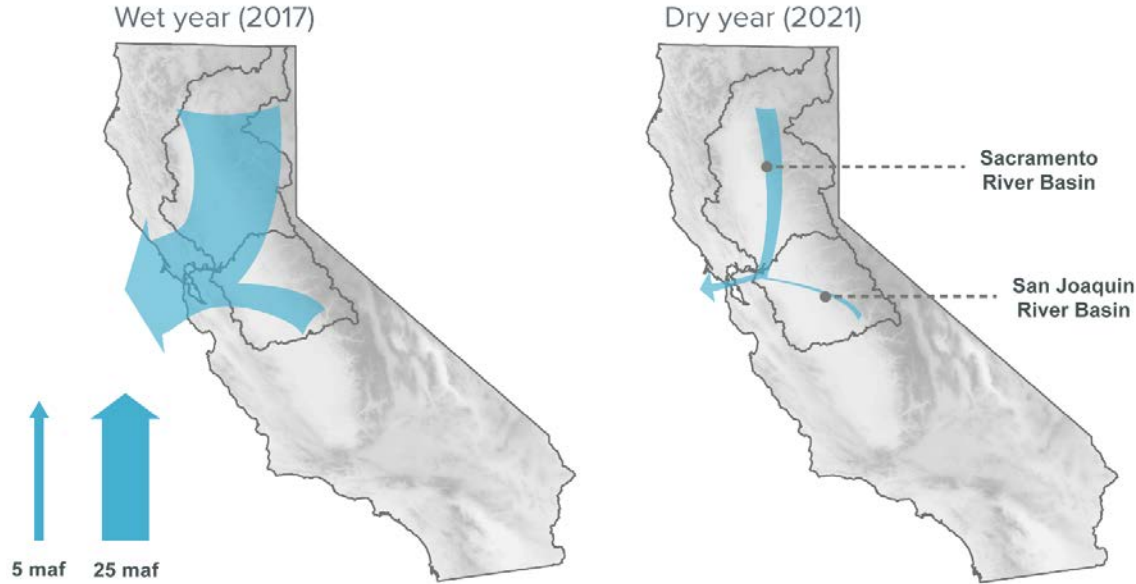 Wet year (2017)
Dry year (2021)
Sacramento
River Basin
San Joaquin
River Basin
5 maf
25 maf